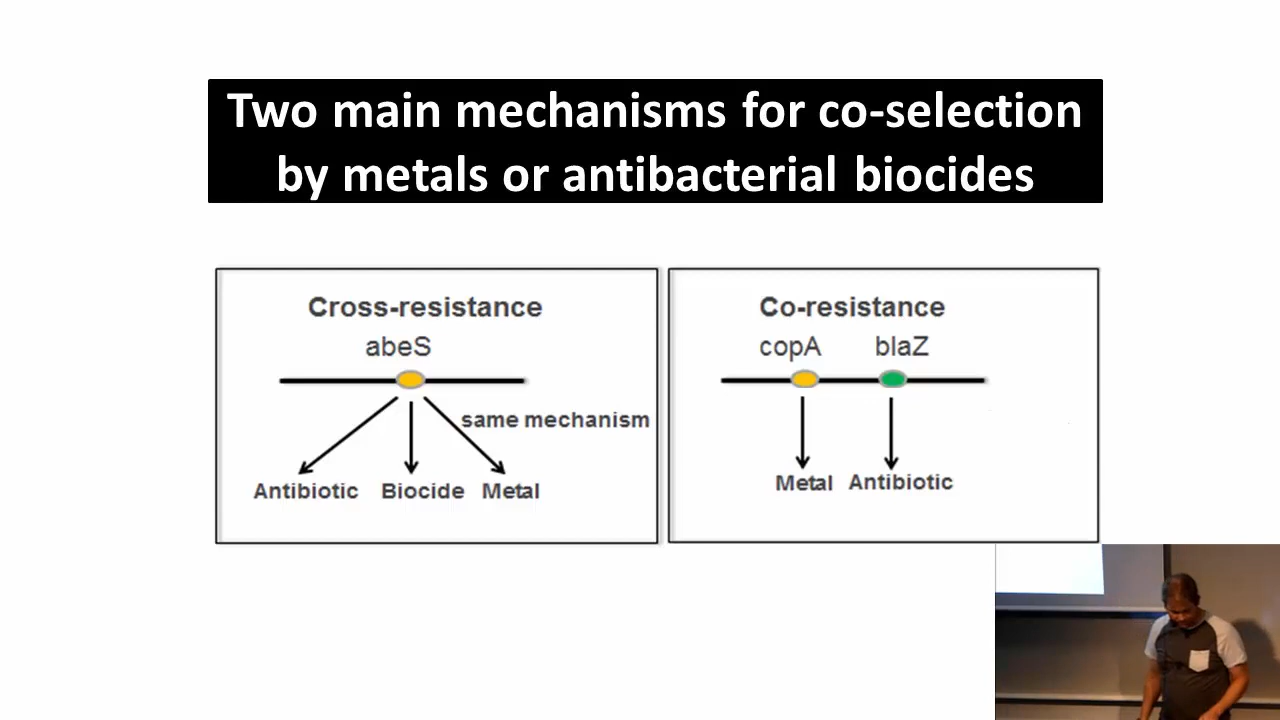 Two main mechanisms for co-selection
by metals or antibacterial biocides
Cross-resistance
abeS
same mechanism
Antibiotic Biocide Metal
Co-resistance
copA blaZ
Metal Antibiotic